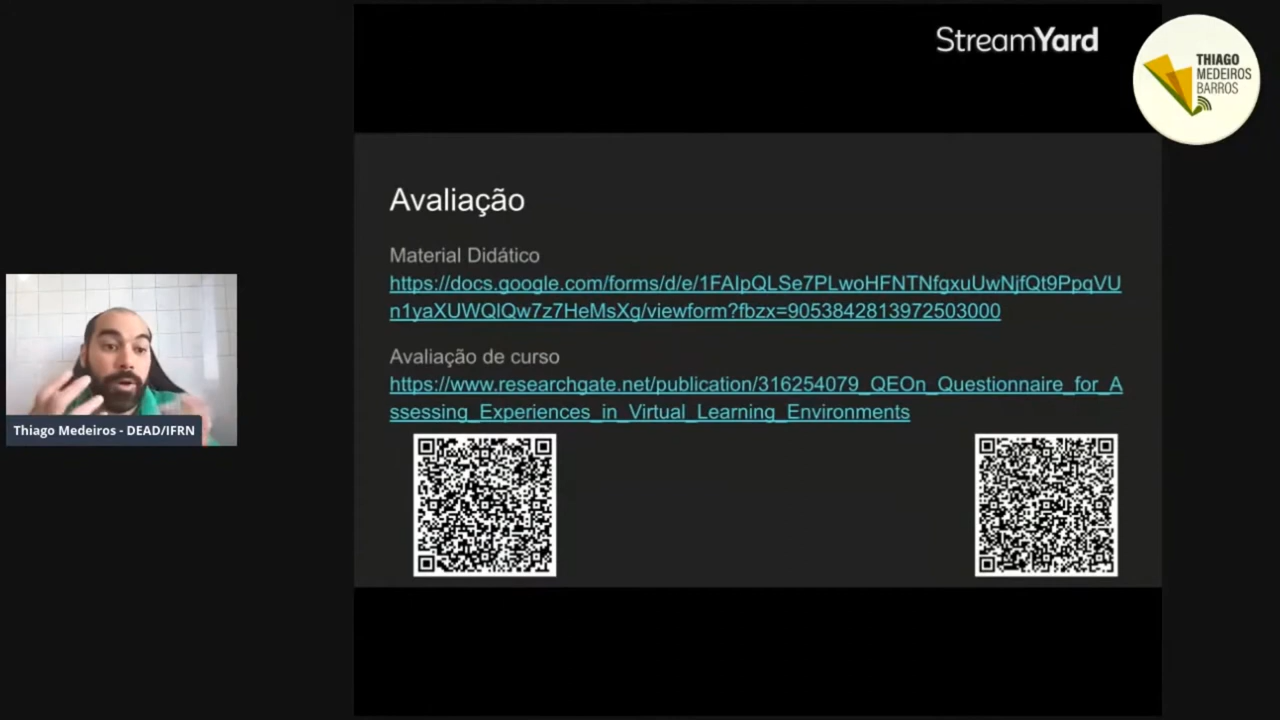 StreamYard
THIAGO
MEDEIROS
BARROS
Avaliação
Material Didático
https://docs.google.com/forms/d/e/1FAIpQLSe7PLwoHFNTNfgxuUwNjfQt9PpqVU
n1yaXUWQlQw7z7HeMsXg/viewform?fbzx=9053842813972503000
Avaliação de curso
https://www.researchgate.net/publication/316254079_QEOn_Questionnaire_for_A
ssessing_Experiences_in_Virtual_Learning_Environments
Thiago Medeiros - DEAD/IFRN